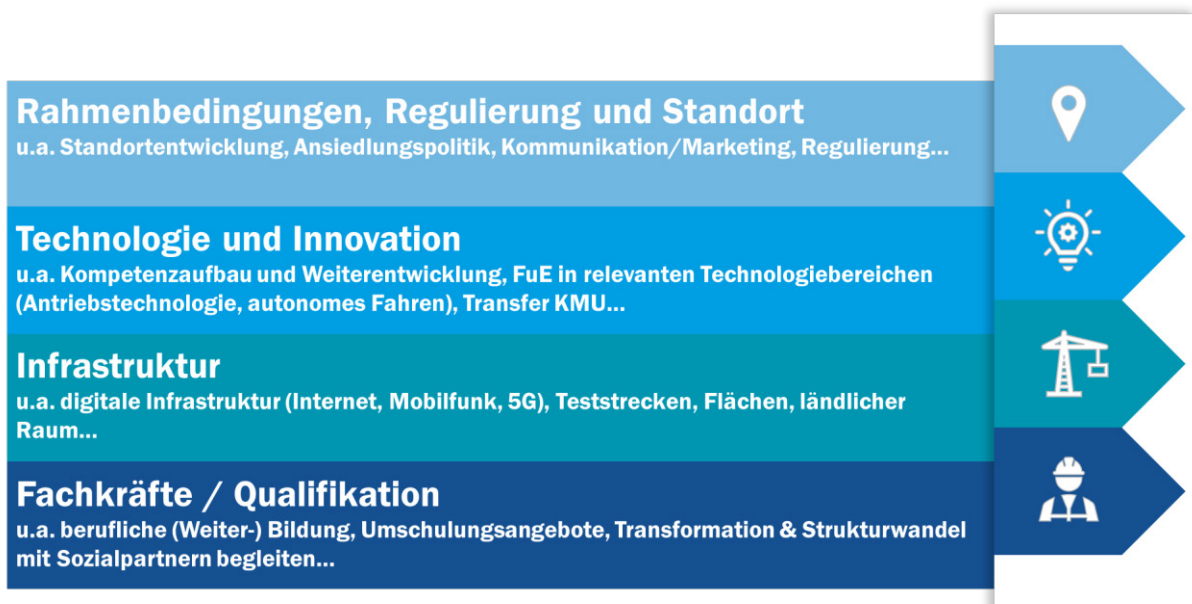 Rahmenbedingungen, Regulierung und Standort
u.a. Standortentwicklung, Ansiedlungspolitik, Kommunikation/Marketing, Regulierung...
Technologie und Innovation
u.a. Kompetenzaufbau und Weiterentwicklung, FuE in relevanten Technologiebereichen
(Antriebstechnologie, autonomes Fahren), Transfer KMU...
Infrastruktur
u.a. digitale Infrastruktur (Internet, Mobilfunk, 5G), Teststrecken, Flächen, ländlicher
Raum...
Fachkräfte / Qualifikation
u.a. berufliche (Weiter-) Bildung, Umschulungsangebote, Transformation & Strukturwandel
mit Sozialpartnern begleiten...